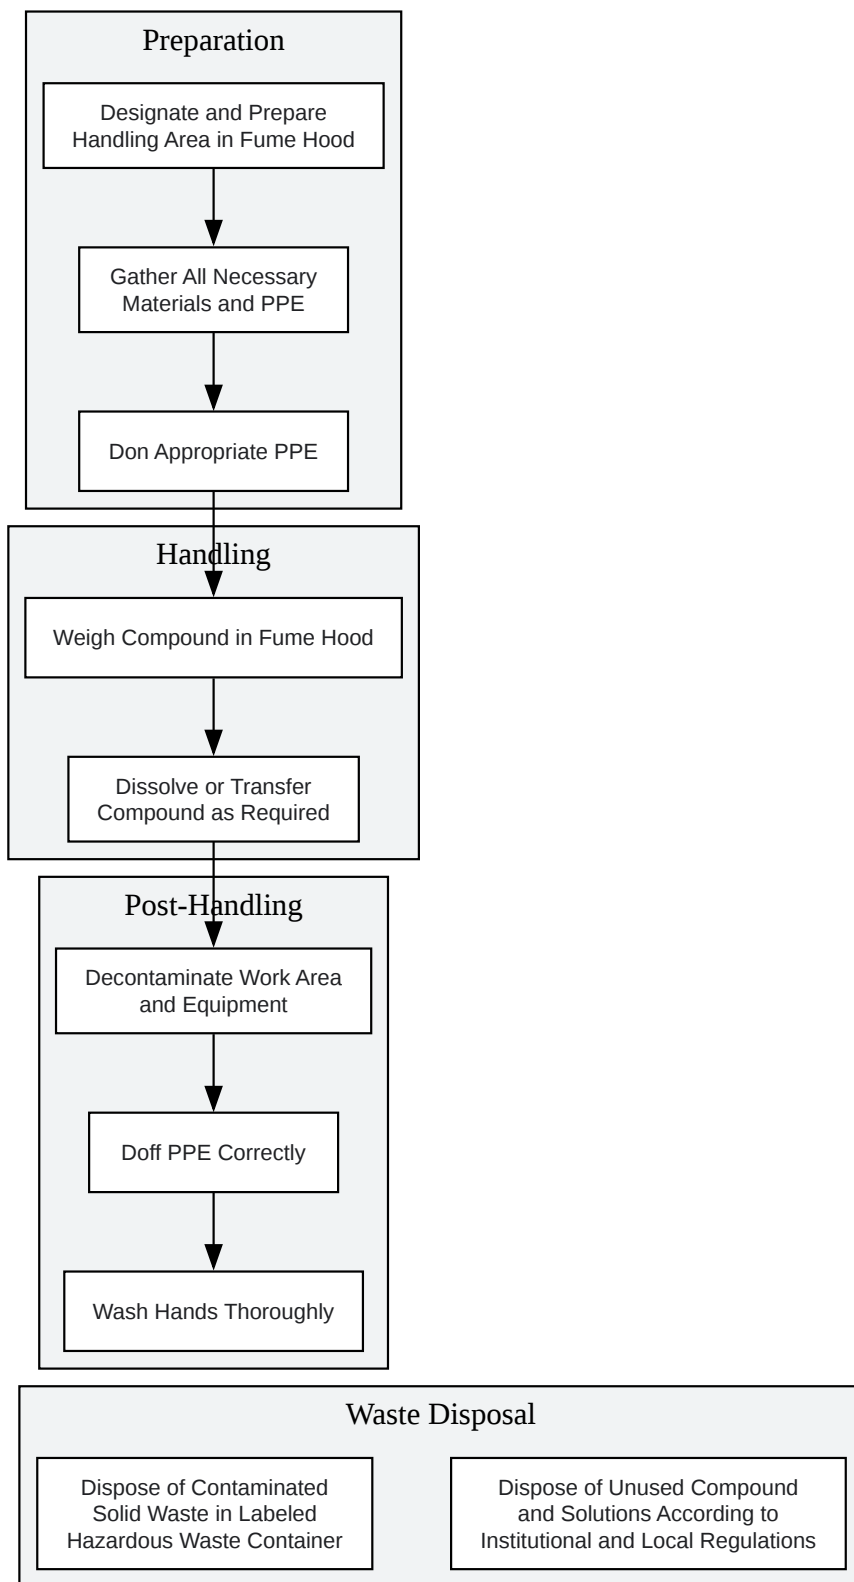 Preparation
Designate and Prepare
Handling Area in Fume Hood
Gather All Necessary
Materials and PPE
Don Appropriate PPE
Handling
Weigh Compound in Fume Hood
Dissolve or Transfer
Compound as Required
Post-Handling
Decontaminate Work Area
and Equipment
Doff PPE Correctly
Wash Hands Thoroughly
Waste Disposal
Dispose of Contaminated
Solid Waste in Labeled
Hazardous Waste Container
Dispose of Unused Compound
and Solutions According to
Institutional and Local Regulations